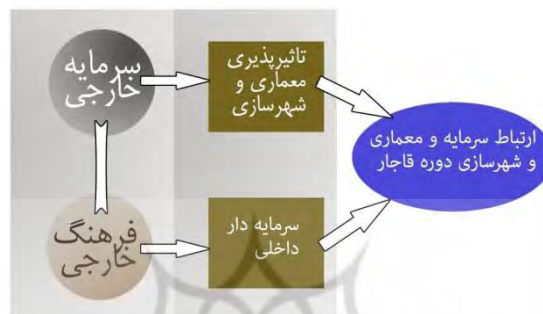 سرمایه
خارجی
تاثیرپذیری
معماری و
شهرسازی
ارتباط سرمایه و معماری
و شهرسازی دوره قاجار
فرهنگ
خارجی
سرمایه دار
داخلی